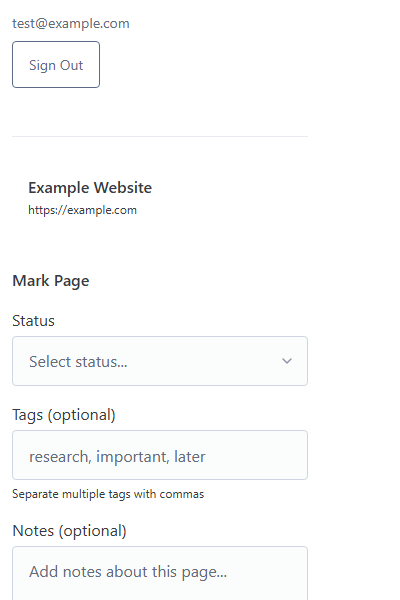 test@example.com
Sign Out
Example Website
https://example.com
Mark Page
Status
Select status...
Tags (optional)
research, important, later
Separate multiple tags with commas
Notes (optional)
Add notes about this page...